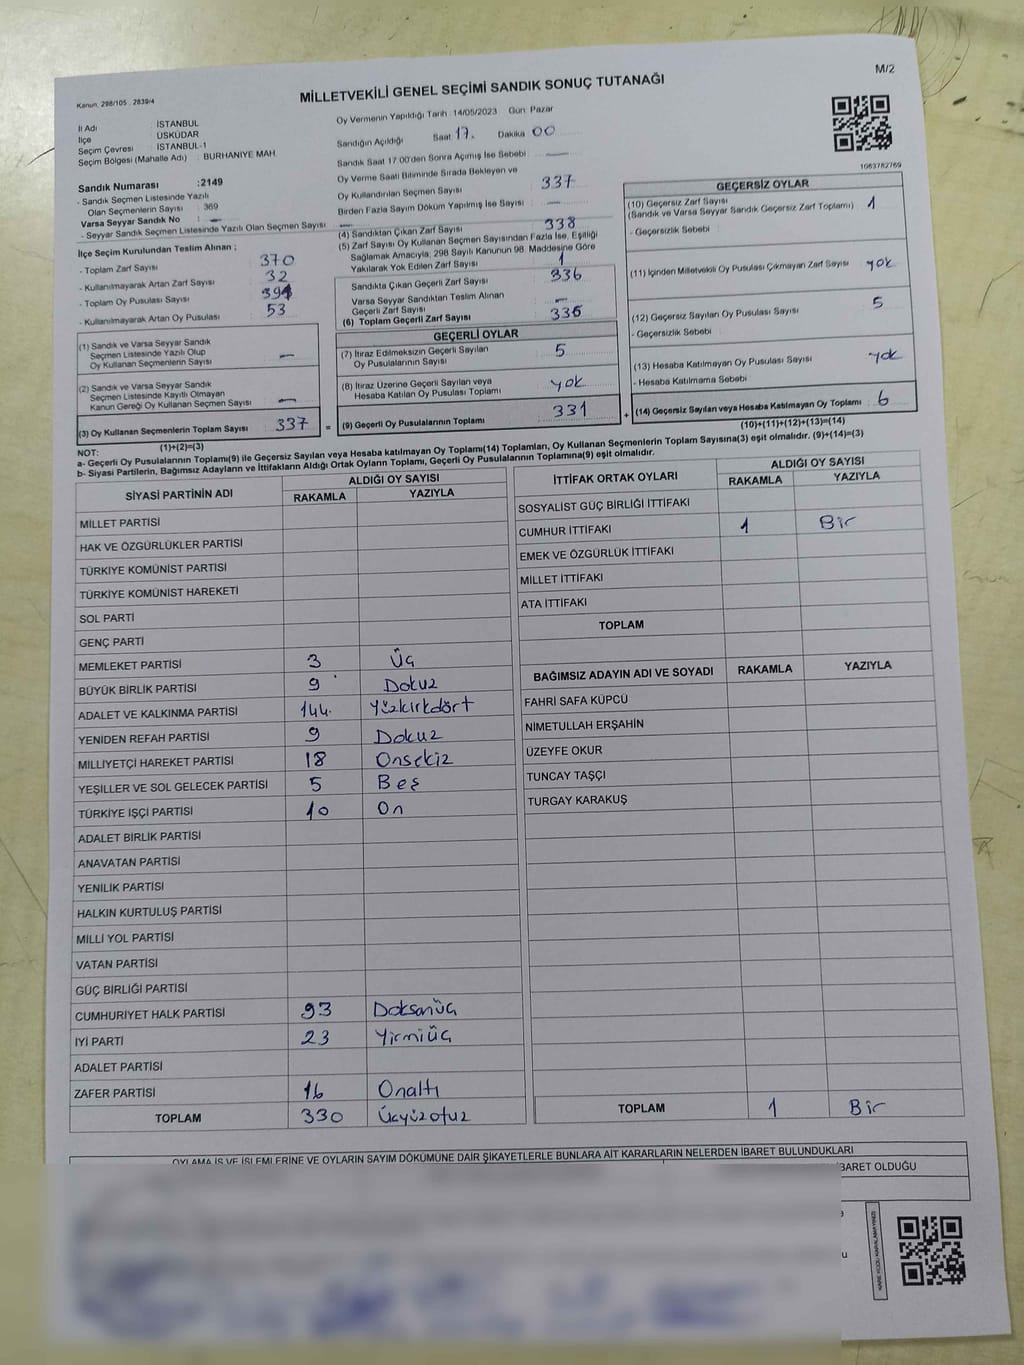 M/2
Kanun, 298/105 , 2839/4
MİLLETVEKİLİ GENEL SEÇİMİ SANDIK SONUÇ TUTANAĞI
İl Adı : İSTANBUL
İlçe : ÜSKÜDAR
Seçim Çevresi : İSTANBUL-1
Seçim Bölgesi (Mahalle Adı) : BURHANİYE MAH.
Sandık Numarası :2149
- Sandık Seçmen Listesinde Yazılı
Olan Seçmenlerin Sayısı : 369
Varsa Seyyar Sandık No : —
- Seyyar Sandık Seçmen Listesinde Yazılı Olan Seçmen Sayısı : —
İlçe Seçim Kurulundan Teslim Alınan ;
- Toplam Zarf Sayısı 370
- Kullanılmayarak Artan Zarf Sayısı 32
- Toplam Oy Pusulası Sayısı
- Kullanılmayarak Artan Oy Pusulası 53
(1) Sandık ve Varsa Seyyar Sandık
Seçmen Listesinde Yazılı Olup
Oy Kullanan Seçmenlerin Sayısı —
(2) Sandık ve Varsa Seyyar Sandık
Seçmen Listesinde Kayıtlı Olmayan
Kanun Gereği Oy Kullanan Seçmen Sayısı —
(3) Oy Kullanan Seçmenlerin Toplam Sayısı 337
(1)+(2)=(3)
Oy Vermenin Yapıldığı Tarih : 14/05/2023 Gün: Pazar
Sandığın Açıldığı Saat 17. Dakika 00
Sandık Saat 17:00'den Sonra Açılmış İse Sebebi: —
Oy Verme Saati Bitiminde Sırada Bekleyen ve
Oy Kullandırılan Seçmen Sayısı 337
Birden Fazla Sayım Döküm Yapılmış İse Sayısı : —
(4) Sandıktan Çıkan Zarf Sayısı 338
(5) Zarf Sayısı Oy Kullanan Seçmen Sayısından Fazla İse, Eşitliği
Sağlamak Amacıyla; 298 Sayılı Kanunun 98. Maddesine Göre
Yakılarak Yok Edilen Zarf Sayısı 1
Sandıkta Çıkan Geçerli Zarf Sayısı 336
Varsa Seyyar Sandıktan Teslim Alınan
Geçerli Zarf Sayısı —
(6) Toplam Geçerli Zarf Sayısı 336
GEÇERLİ OYLAR
(7) İtiraz Edilmeksizin Geçerli Sayılan
Oy Pusulalarının Sayısı 5
(8) İtiraz Üzerine Geçerli Sayılan veya
Hesaba Katılan Oy Pusulası Toplamı yok
= (9) Geçerli Oy Pusulalarının Toplamı 331
1063782769
GEÇERSİZ OYLAR
(10) Geçersiz Zarf Sayısı 1
(Sandık ve Varsa Seyyar Sandık Geçersiz Zarf Toplamı)
- Geçersizlik Sebebi :
(11) İçinden Milletvekili Oy Pusulası Çıkmayan Zarf Sayısı yok
(12) Geçersiz Sayılan Oy Pusulası Sayısı 5
- Geçersizlik Sebebi :
(13) Hesaba Katılmayan Oy Pusulası Sayısı yok
- Hesaba Katılmama Sebebi
+ (14) Geçersiz Sayılan veya Hesaba Katılmayan Oy Toplamı 6
(10)+(11)+(12)+(13)=(14)
NOT:
a- Geçerli Oy Pusulalarının Toplamı(9) ile Geçersiz Sayılan veya Hesaba katılmayan Oy Toplamı(14) Toplamları, Oy Kullanan Seçmenlerin Toplam Sayısına(3) eşit olmalıdır. (9)+(14)=(3)
b- Siyasi Partilerin, Bağımsız Adayların ve İttifakların Aldığı Ortak Oyların Toplamı, Geçerli Oy Pusulalarının Toplamına(9) eşit olmalıdır.
SİYASİ PARTİNİN ADI ALDIĞI OY SAYISI
RAKAMLA YAZIYLA
MİLLET PARTİSİ
HAK VE ÖZGÜRLÜKLER PARTİSİ
TÜRKİYE KOMÜNİST PARTİSİ
TÜRKİYE KOMÜNİST HAREKETİ
SOL PARTİ
GENÇ PARTİ
MEMLEKET PARTİSİ 3 Üç
BÜYÜK BİRLİK PARTİSİ 9 Dokuz
ADALET VE KALKINMA PARTİSİ 144. Yüzkırkdört
YENİDEN REFAH PARTİSİ 9 Dokuz
MİLLİYETÇİ HAREKET PARTİSİ 18 Onsekiz
YEŞİLLER VE SOL GELECEK PARTİSİ 5 Beş
TÜRKİYE İŞÇİ PARTİSİ 10 On
ADALET BİRLİK PARTİSİ
ANAVATAN PARTİSİ
YENİLİK PARTİSİ
HALKIN KURTULUŞ PARTİSİ
MİLLİ YOL PARTİSİ
VATAN PARTİSİ
GÜÇ BİRLİĞİ PARTİSİ
CUMHURİYET HALK PARTİSİ 93 Doksanüç
İYİ PARTİ 23 Yirmiüç
ADALET PARTİSİ
ZAFER PARTİSİ 16 Onaltı
TOPLAM 330 Üçyüzotuz
İTTİFAK ORTAK OYLARI ALDIĞI OY SAYISI
RAKAMLA YAZIYLA
SOSYALİST GÜÇ BİRLİĞİ İTTİFAKI
CUMHUR İTTİFAKI 1 Bir
EMEK VE ÖZGÜRLÜK İTTİFAKI
MİLLET İTTİFAKI
ATA İTTİFAKI
TOPLAM
BAĞIMSIZ ADAYIN ADI VE SOYADI RAKAMLA YAZIYLA
FAHRİ SAFA KÜPCÜ
NİMETULLAH ERŞAHİN
ÜZEYFE OKUR
TUNCAY TAŞÇI
TURGAY KARAKUŞ
TOPLAM 1 Bir
OYLAMA İŞ VE İŞLEMLERİNE VE OYLARIN SAYIM DÖKÜMÜNE DAİR ŞİKAYETLERLE BUNLARA AİT KARARLARIN NELERDEN İBARET BULUNDUKLARI
BARET OLDUĞU
KARE KODU KARALAMAYINIZ!